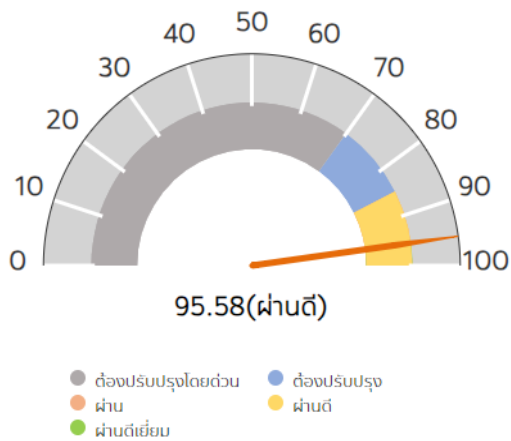 50
40
60
30
70
20
80
10
90
0
100
95.58(ผ่านดี)
ต้องปรับปรุงโดยด่วน
ต้องปรับปรุง
ผ่าน
ผ่านดี
ผ่านดีเยี่ยม